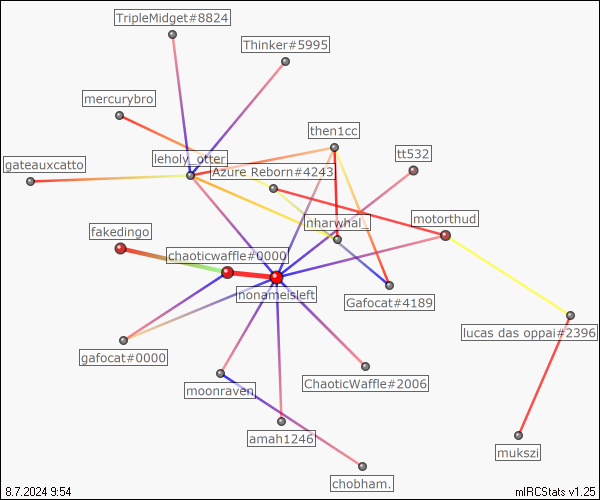 TripleMidget#8824
Thinker#5995
mercurybro
then1cc
tt532
leholy_otter
gateauxcatto
Azure Reborn#4243
nharwhal_
motorthud
fakedingo
chaoticwaffle#0000
nonameisleft
Gafocat#4189
lucas das oppai#2396
gafocat#0000
ChaoticWaffle#2006
moonraven
amah1246
mukszi
chobham.
8.7.2024 9:54
mIRCStats v1.25